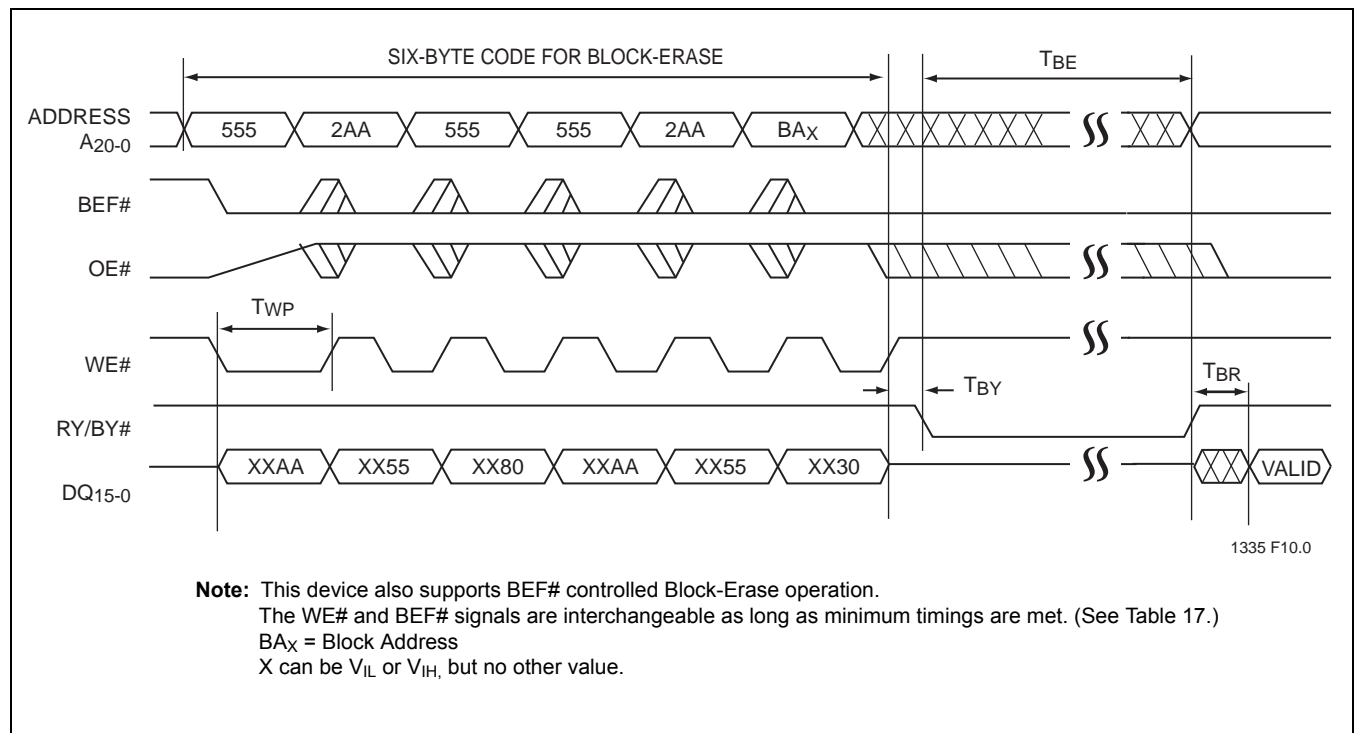 SIX-BYTE CODE FOR BLOCK-ERASE
TBE
ADDRESS
A20-0
555 2AA 555 555 2AA BAX
BEF#
OE#
TWP
WE#
TBY
TBR
RY/BY#
XXAA XX55 XX80 XXAA XX55 XX30 VALID
DQ15-0
1335 F10.0
Note: This device also supports BEF# controlled Block-Erase operation.
The WE# and BEF# signals are interchangeable as long as minimum timings are met. (See Table 17.)
BAX = Block Address
X can be VIL or VIH, but no other value.